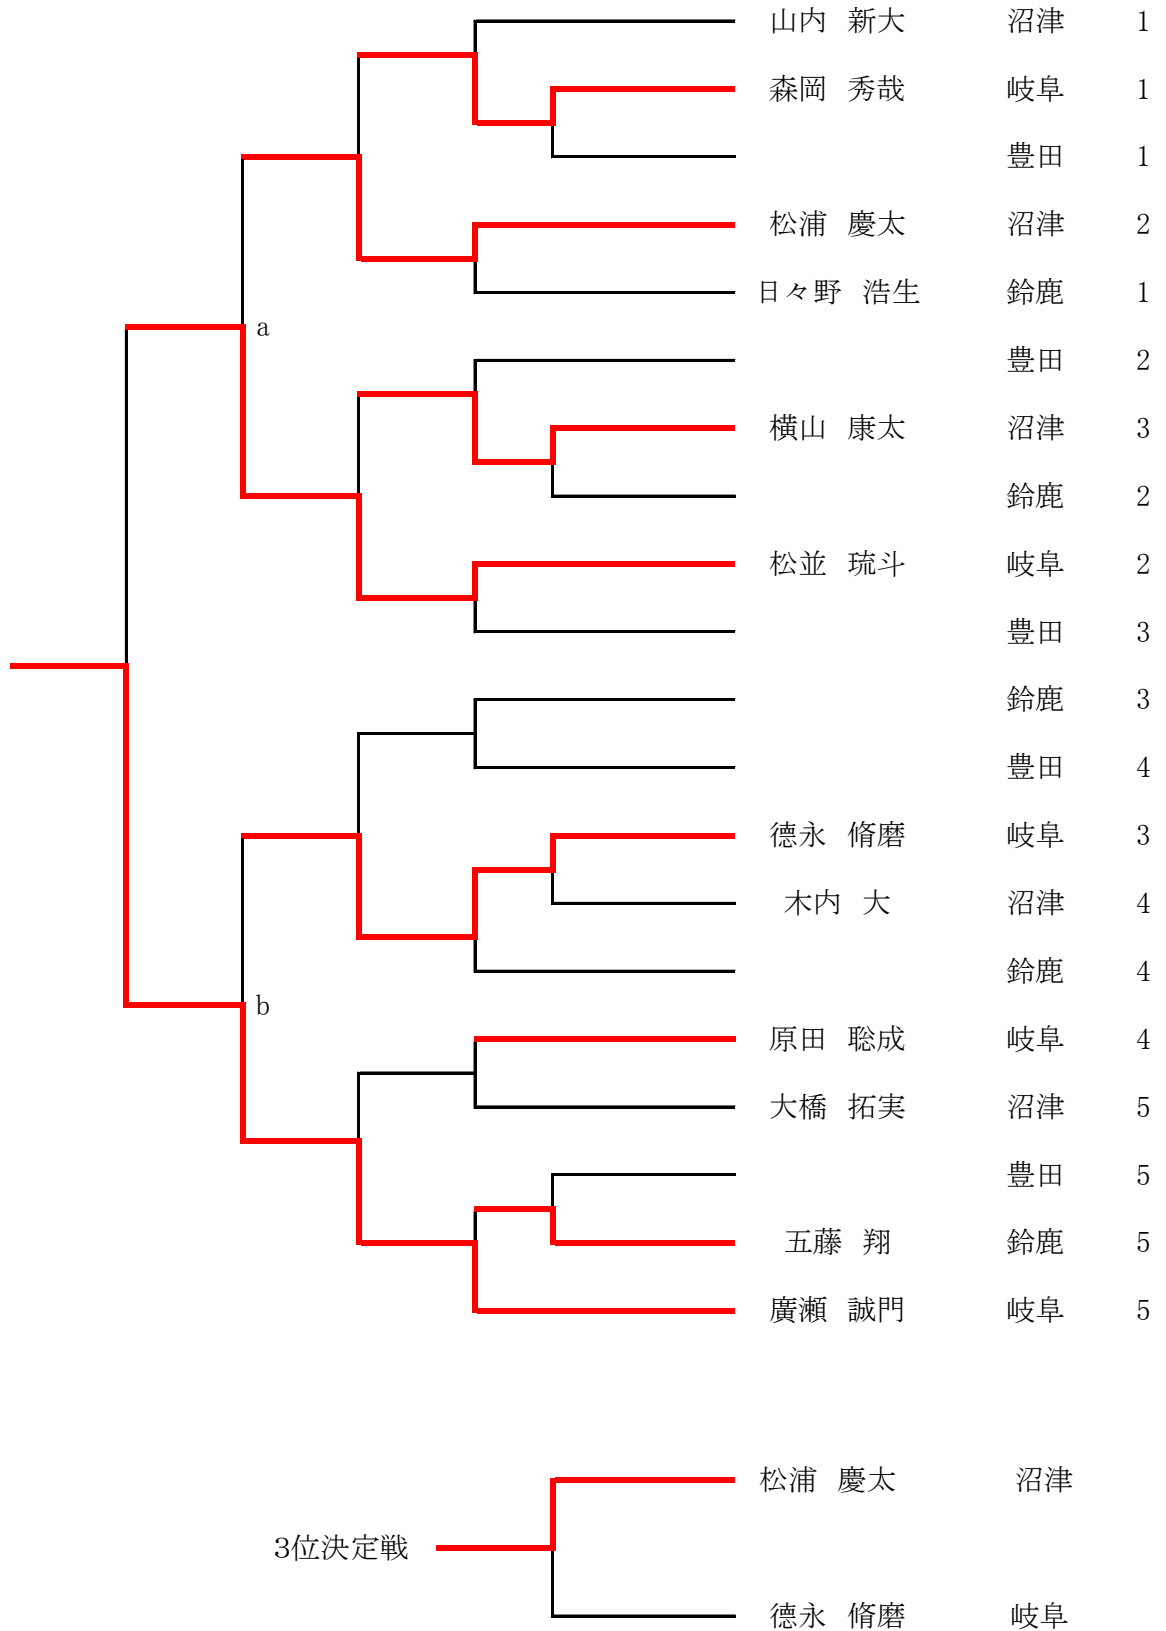 山内 新大 沼津 1
森岡 秀哉 岐阜 1
豊田 1
松浦 慶太 沼津 2
日々野 浩生 鈴鹿 1
a
豊田 2
横山 康太 沼津 3
鈴鹿 2
松並 琉斗 岐阜 2
豊田 3
鈴鹿 3
豊田 4
德永 脩磨 岐阜 3
木内 大 沼津 4
鈴鹿 4
b
原田 聡成 岐阜 4
大橋 拓実 沼津 5
豊田 5
五藤 翔 鈴鹿 5
廣瀬 誠門 岐阜 5
松浦 慶太 沼津
3位決定戦
德永 脩磨 岐阜